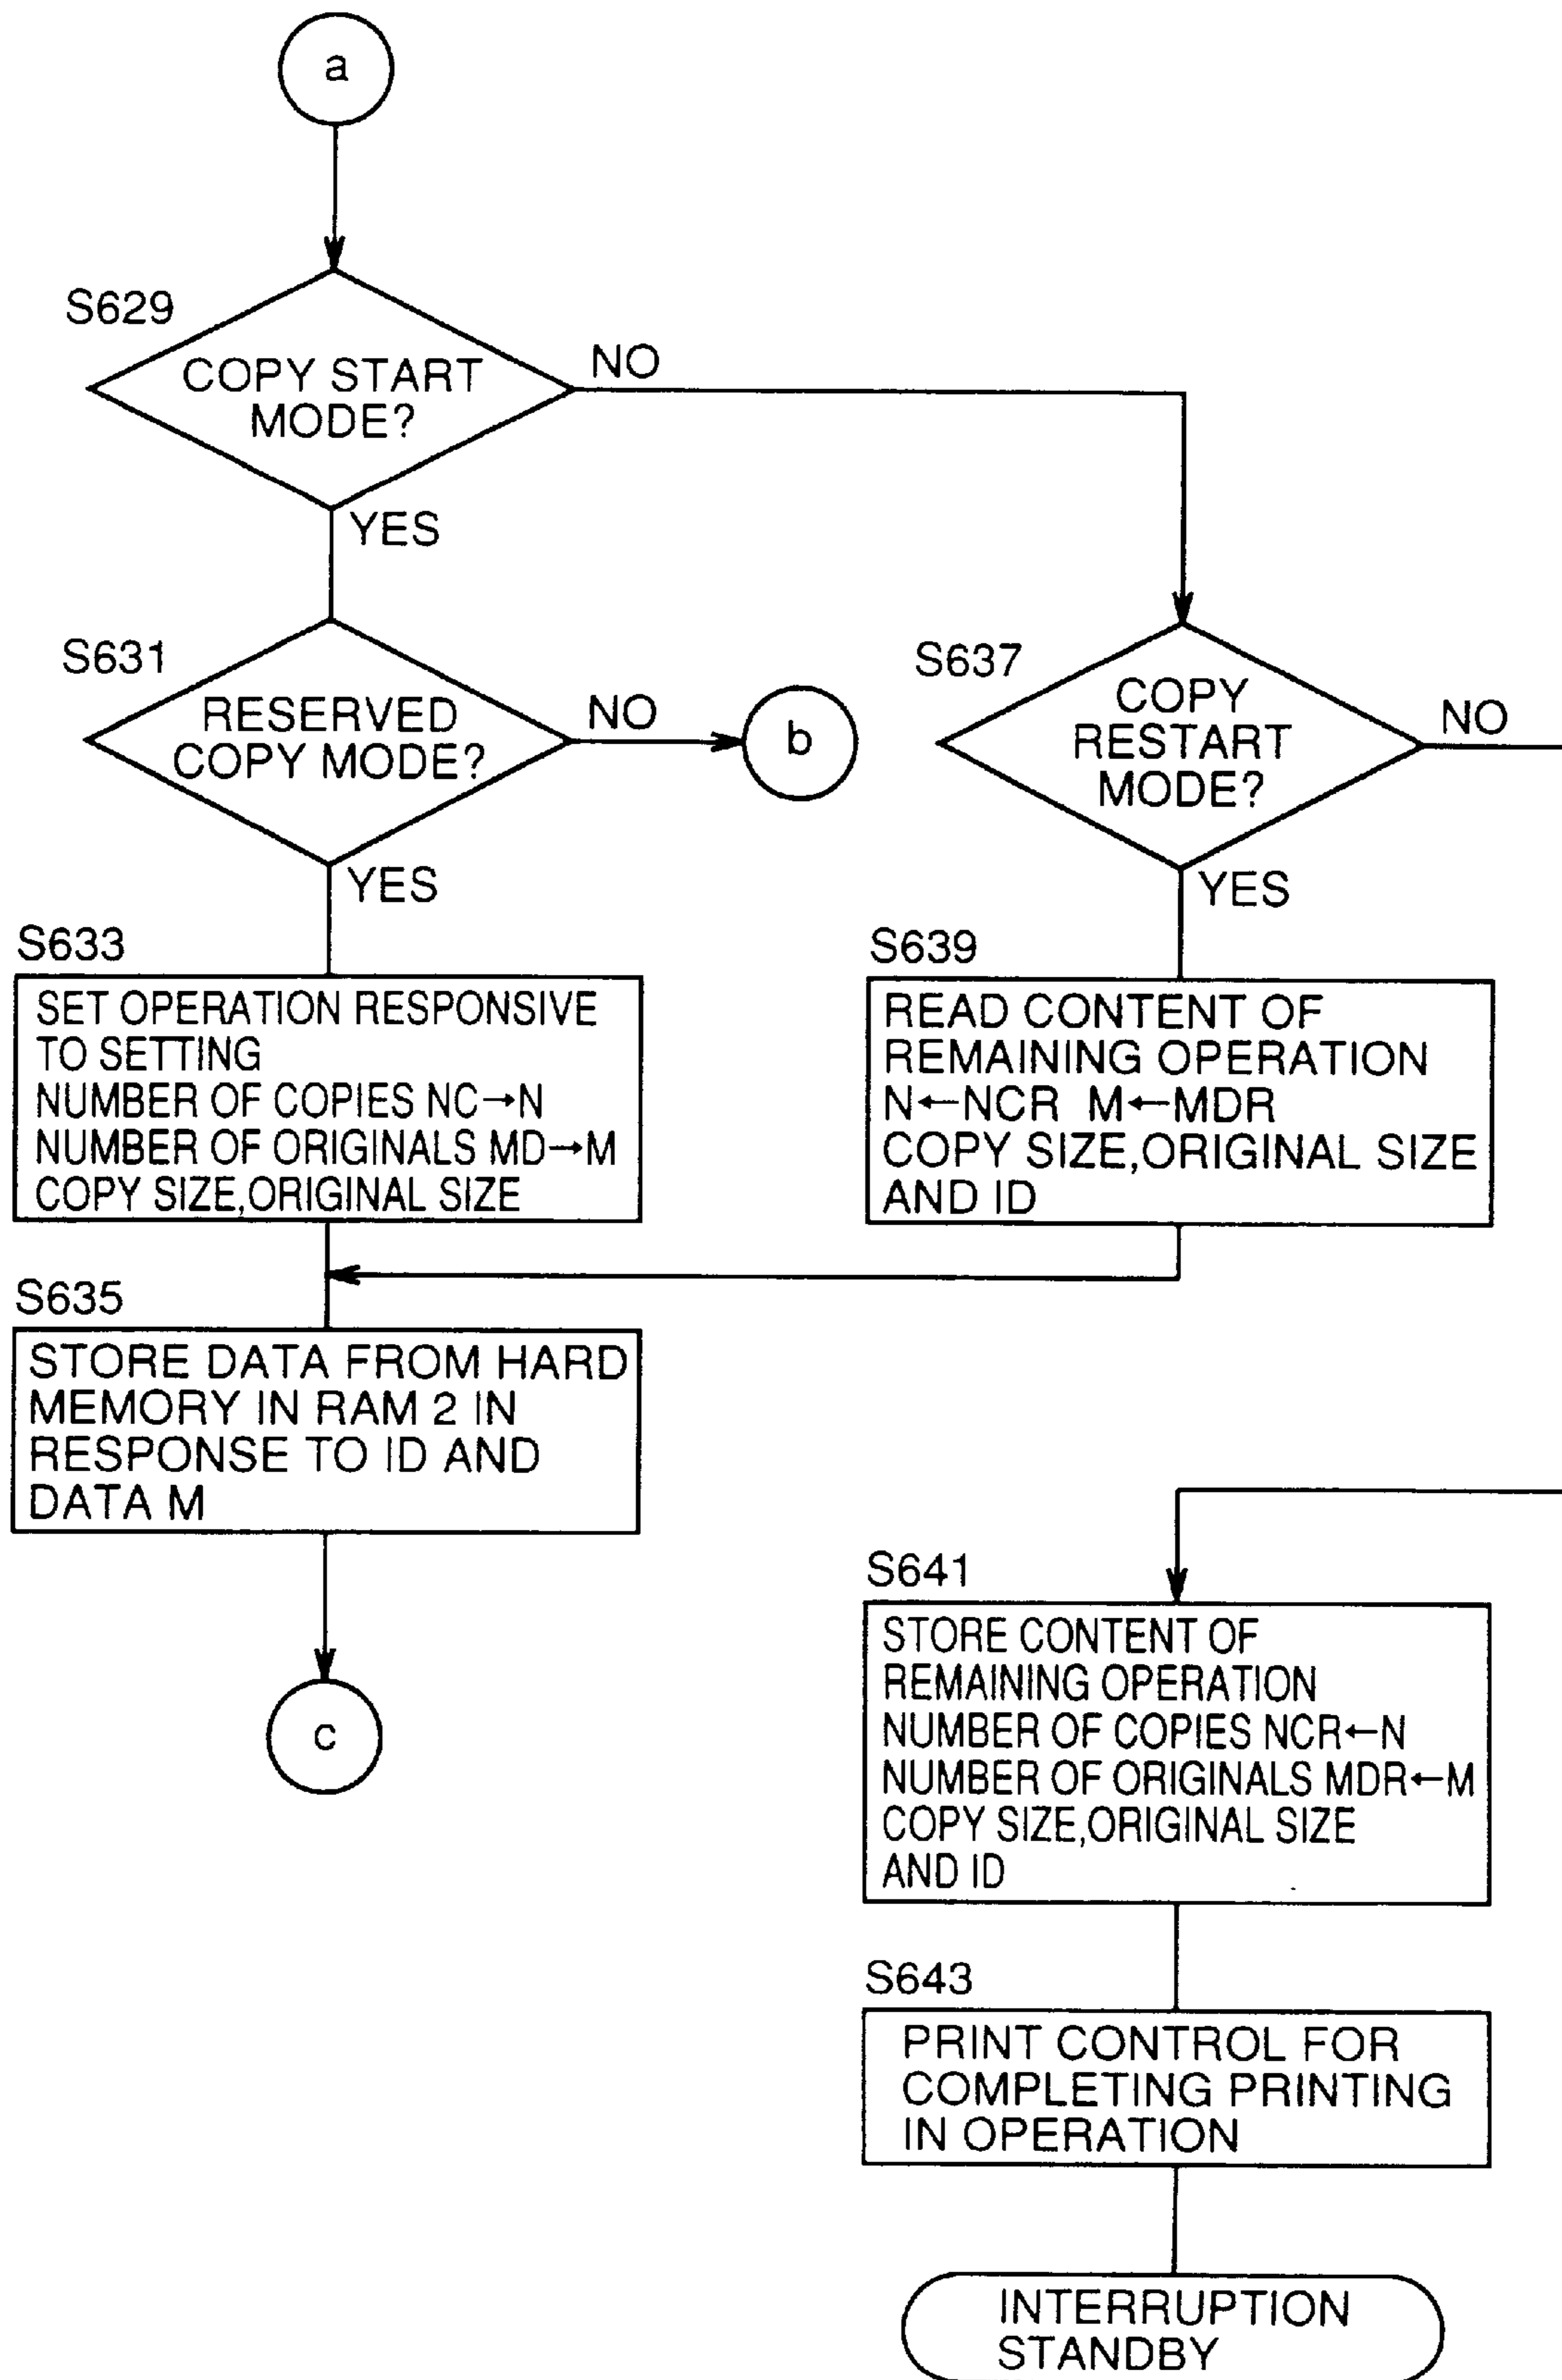 a
S629
COPY START
MODE?
NO
YES
S631
RESERVED
COPY MODE?
NO
b
YES
S637
COPY
RESTART
MODE?
NO
YES
S633
SET OPERATION RESPONSIVE
TO SETTING
NUMBER OF COPIES NC→N
NUMBER OF ORIGINALS MD→M
COPY SIZE,ORIGINAL SIZE
S639
READ CONTENT OF
REMAINING OPERATION
N←NCR M←MDR
COPY SIZE,ORIGINAL SIZE
AND ID
S635
STORE DATA FROM HARD
MEMORY IN RAM 2 IN
RESPONSE TO ID AND
DATA M
c
S641
STORE CONTENT OF
REMAINING OPERATION
NUMBER OF COPIES NCR←N
NUMBER OF ORIGINALS MDR←M
COPY SIZE,ORIGINAL SIZE
AND ID
S643
PRINT CONTROL FOR
COMPLETING PRINTING
IN OPERATION
INTERRUPTION
STANDBY